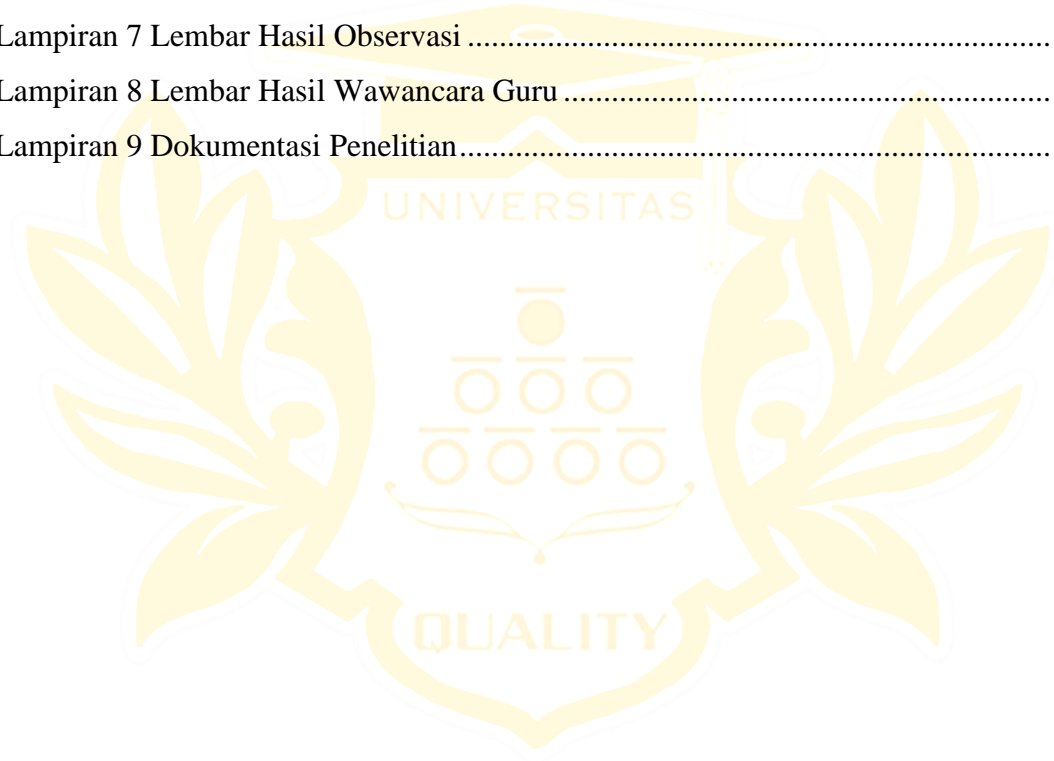 Lampiran 7 Lembar Hasil Observasi ........................................................................................
Lampiran 8 Lembar Hasil Wawancara Guru ........................................................................
Lampiran 9 Dokumentasi Penelitian.........................................................................................
UNIVERSITAS
QUALITY